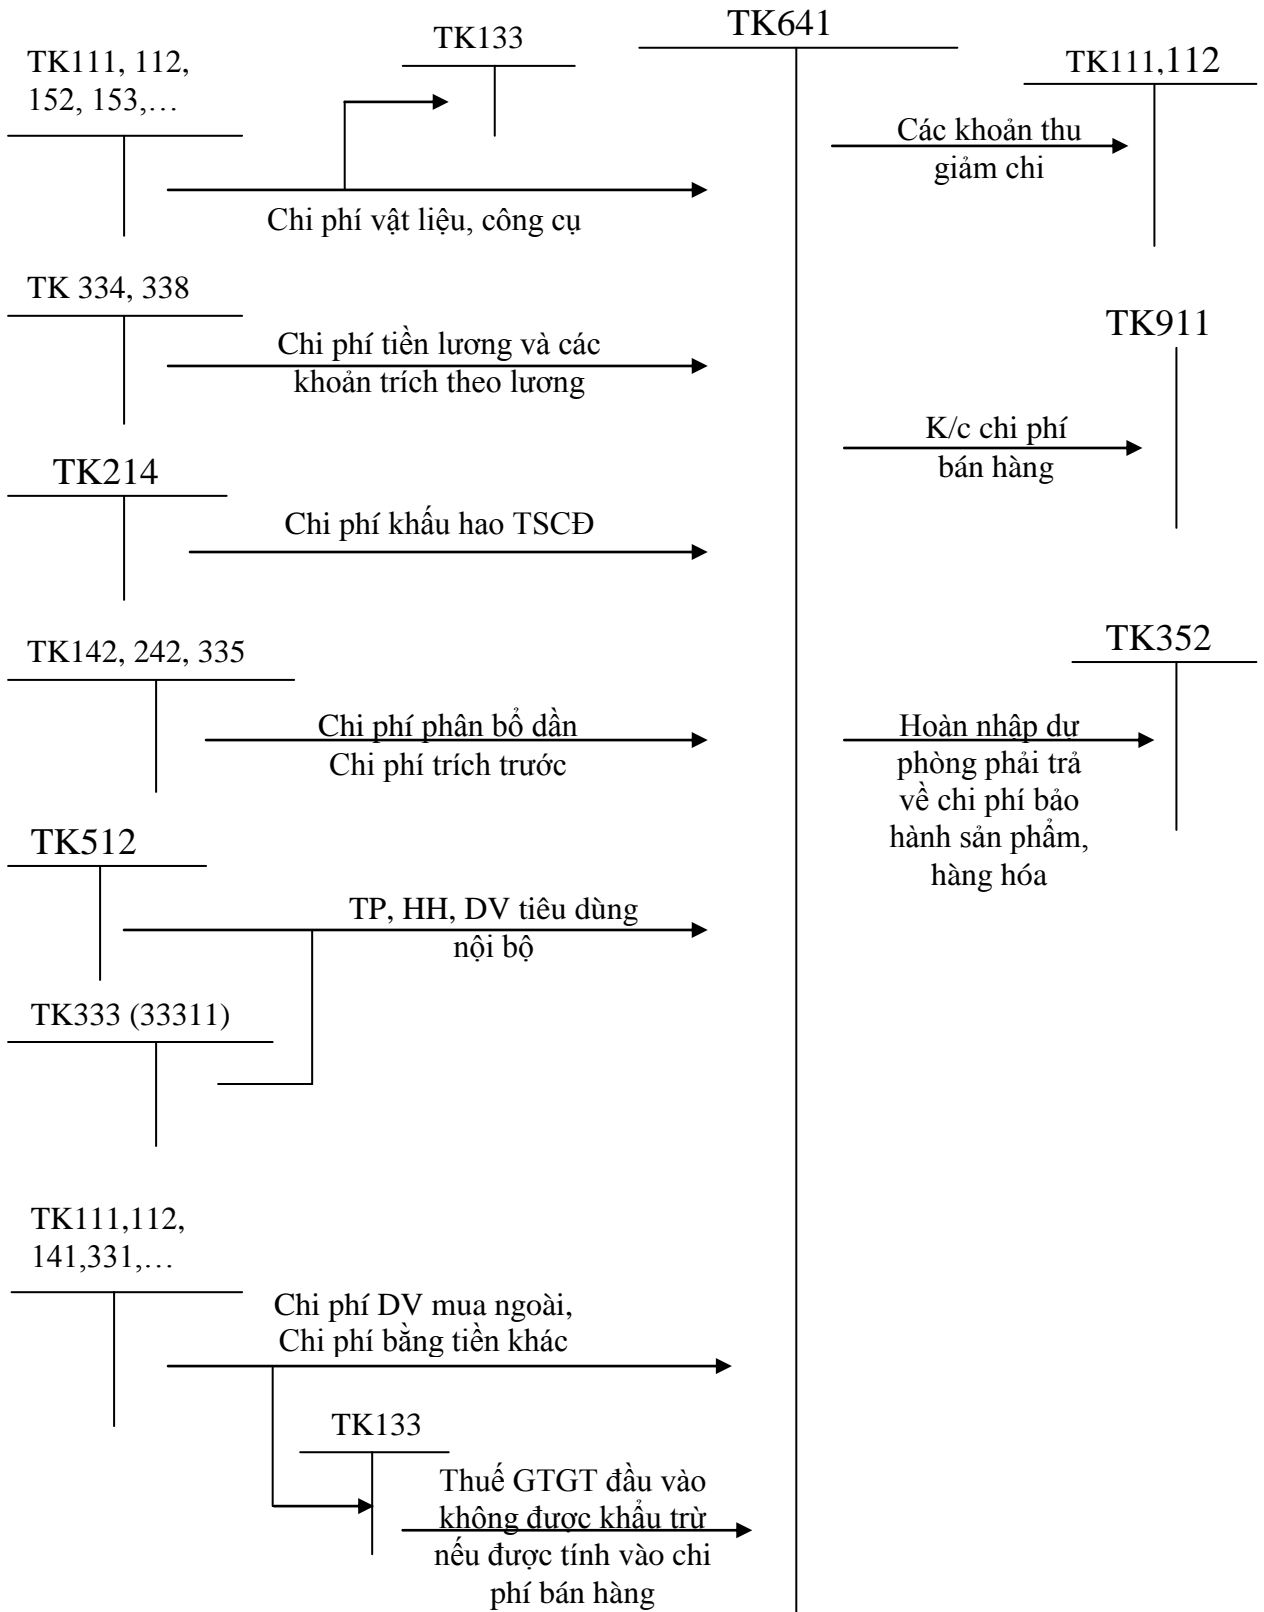 TK641
TK133
TK111, 112,
152, 153,…
TK111,112
Các khoản thu
giảm chi
Chi phí vật liệu, công cụ
TK 334, 338
TK911
Chi phí tiền lương và các
khoản trích theo lương
K/c chi phí
bán hàng
TK214
Chi phí khấu hao TSCĐ
TK142, 242, 335
TK352
Chi phí phân bổ dần
Chi phí trích trước
Hoàn nhập dự
phòng phải trả
về chi phí bảo
hành sản phẩm,
hàng hóa
TK512
TP, HH, DV tiêu dùng
nội bộ
TK333 (33311)
TK111,112,
141,331,…
Chi phí DV mua ngoài,
Chi phí bằng tiền khác
TK133
Thuế GTGT đầu vào
không được khẩu trừ
nếu được tính vào chi
phí bán hàng